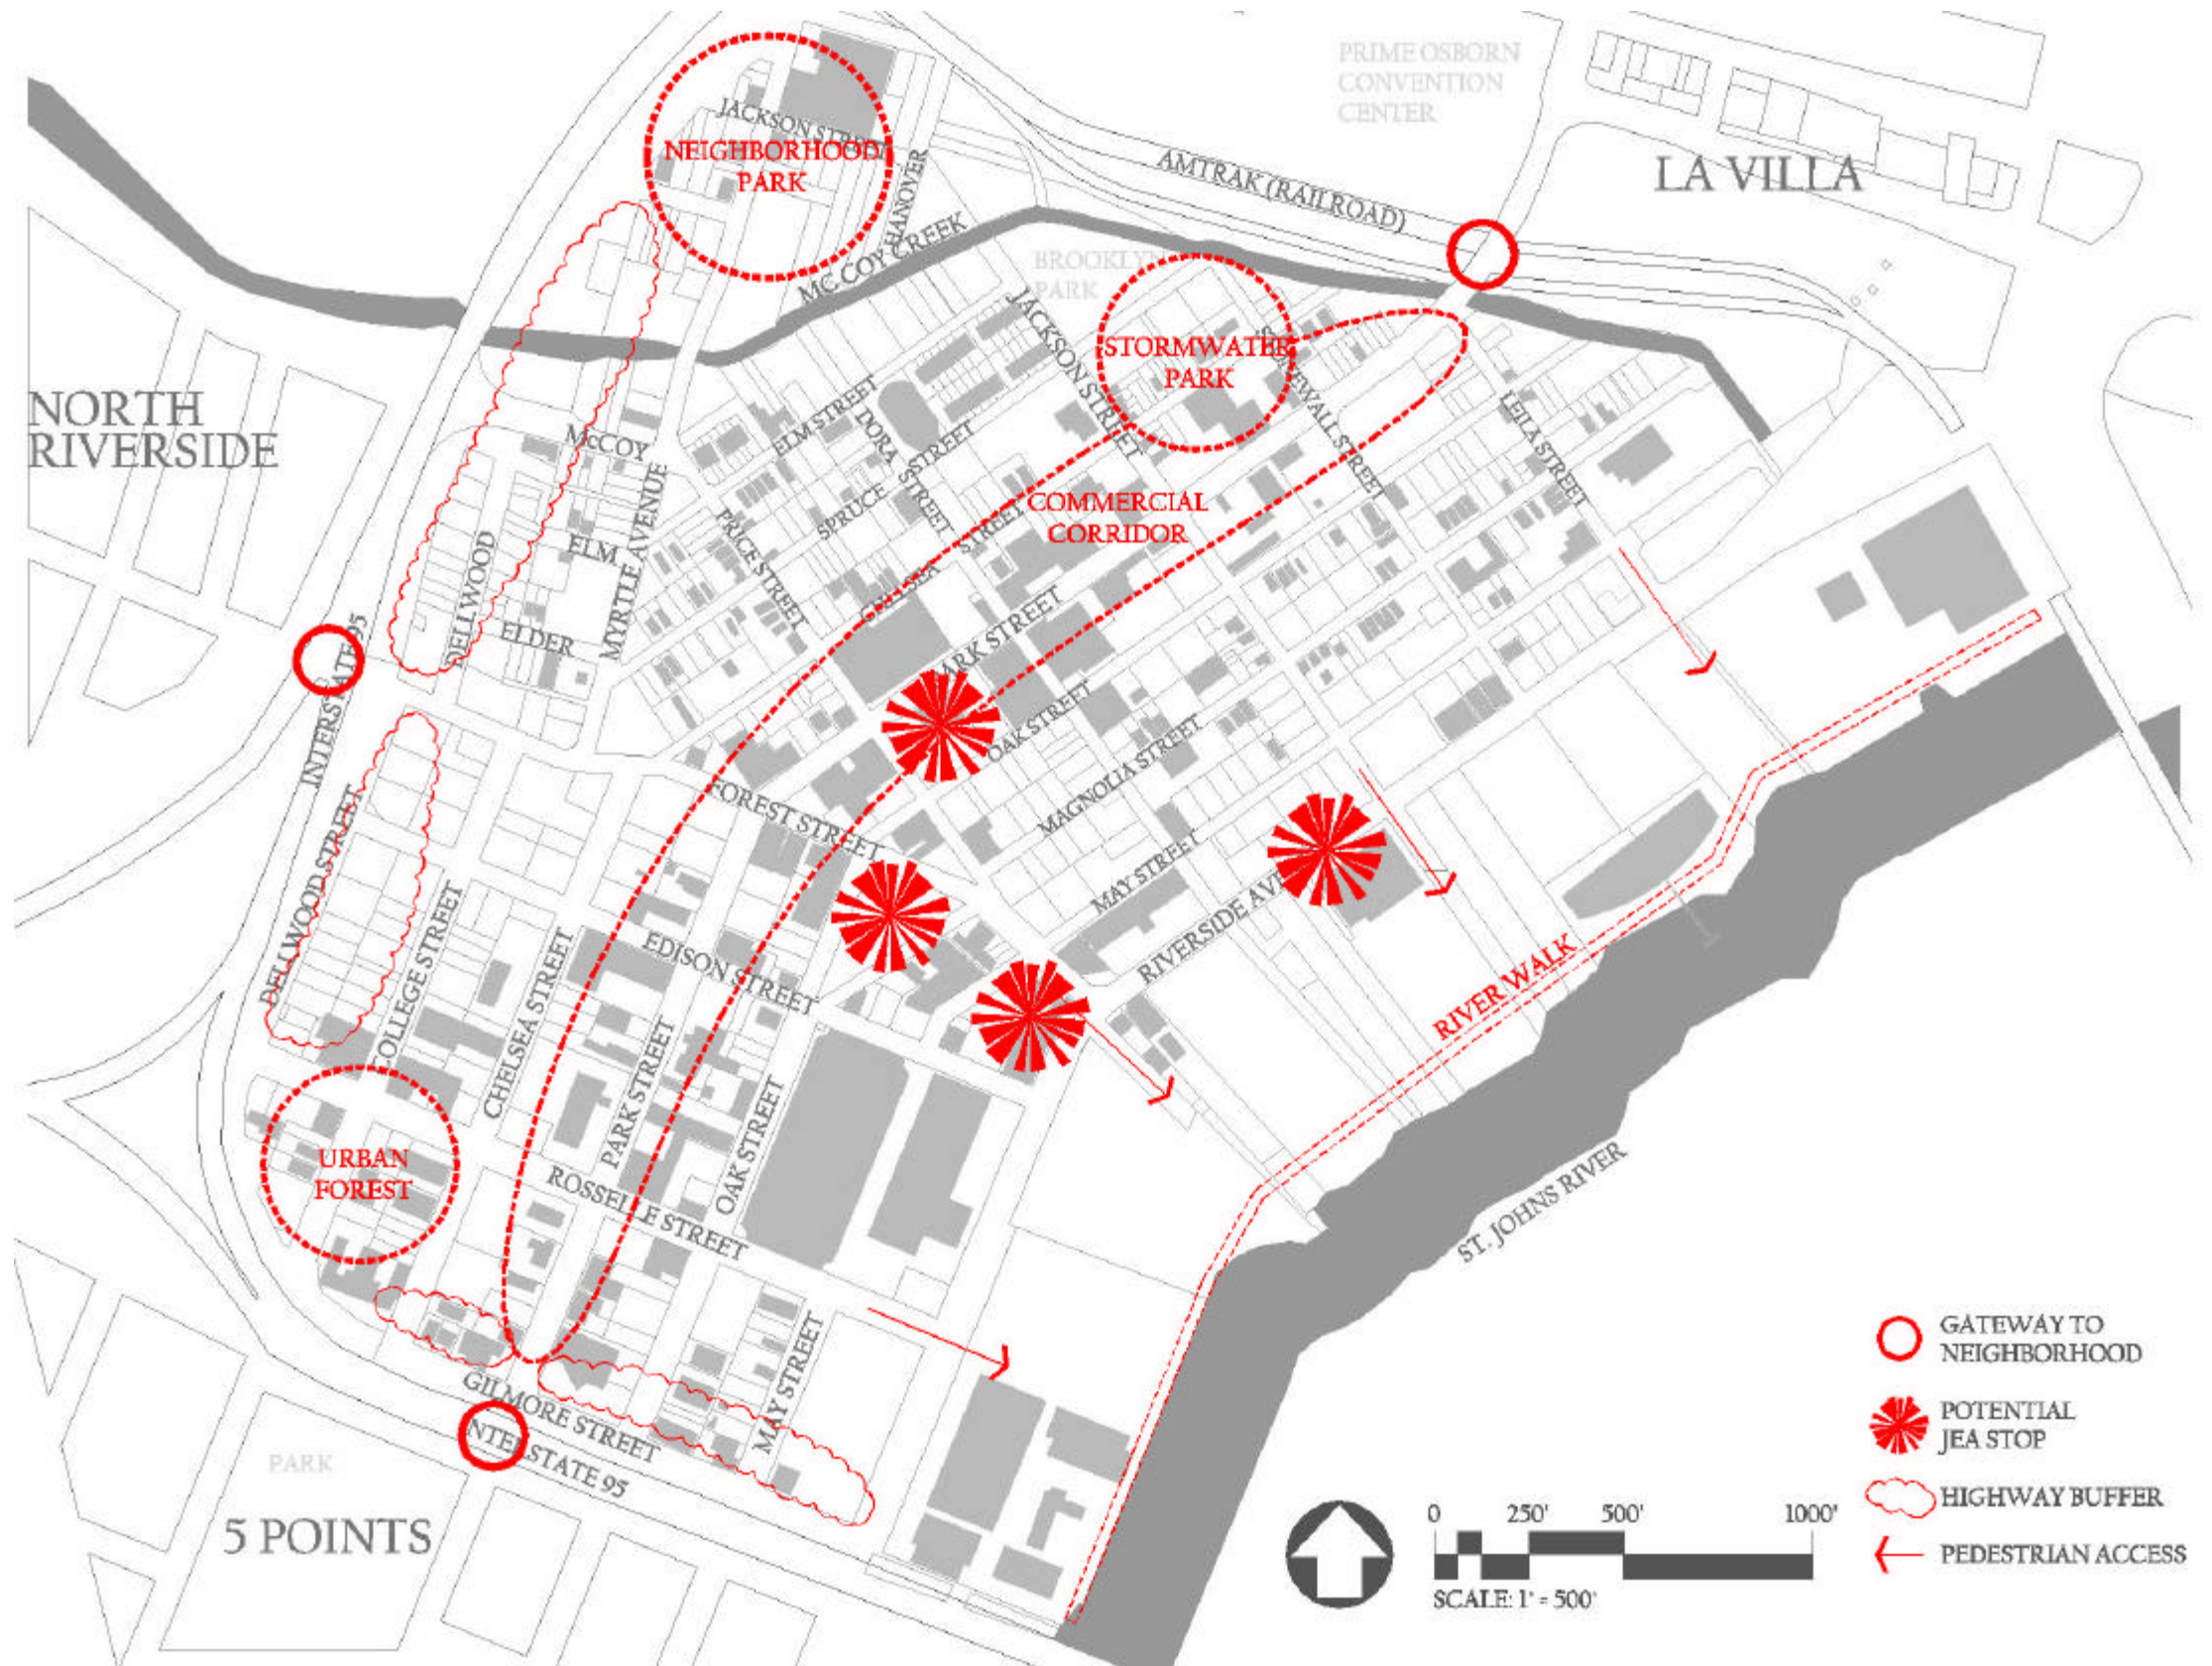 PRIME OSBORN
CONVENTION
CENTER
LA VILLA
AMTRAK (RAILROAD)
JACKSON STREET
NEIGHBORHOOD
PARK
HANOVER
MC COY CREEK
BROOKLYN
PARK
JACKSON STREET
STORMWATER
PARK
STONEWALL STREET
LEILA STREET
NORTH
RIVERSIDE
McCOY
ELM STREET
DORA STREET
SPRUCE STREET
COMMERCIAL
CORRIDOR
DELLWOOD
ELM
MYRTLE AVENUE
PRICE STREET
CHELSEA STREET
ELDER
PARK STREET
INTERSTATE 95
OAK STREET
MAGNOLIA STREET
FOREST STREET
DELLWOOD STREET
MAY STREET
RIVERSIDE AVE
COLLEGE STREET
CHELSEA STREET
EDISON STREET
RIVER WALK
PARK STREET
OAK STREET
URBAN
FOREST
ROSSELLE STREET
ST. JOHNS RIVER
MAY STREET
GILMORE STREET
INTERSTATE 95
PARK
5 POINTS
GATEWAY TO
NEIGHBORHOOD
POTENTIAL
JEA STOP
HIGHWAY BUFFER
PEDESTRIAN ACCESS
0 250' 500' 1000'
SCALE: 1" = 500'